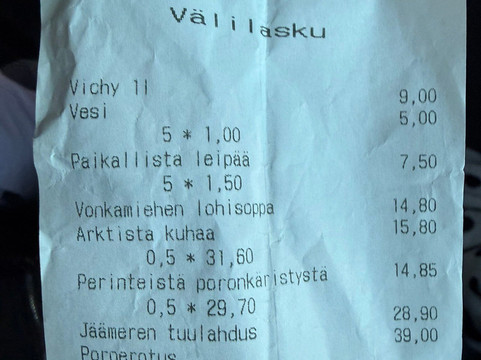 Välilasku
Vichy 1l 9,00
Vesi 5,00
5 * 1,00
Paikallista leipää 7,50
5 * 1,50
Vonkamiehen lohisoppa 14,80
Arktista kuhaa 15,80
0,5 * 31,60
Perinteistä poronkäristystä 14,85
0,5 * 29,70
Jäämeren tuulahdus 28,90
Poroerotus 39,00